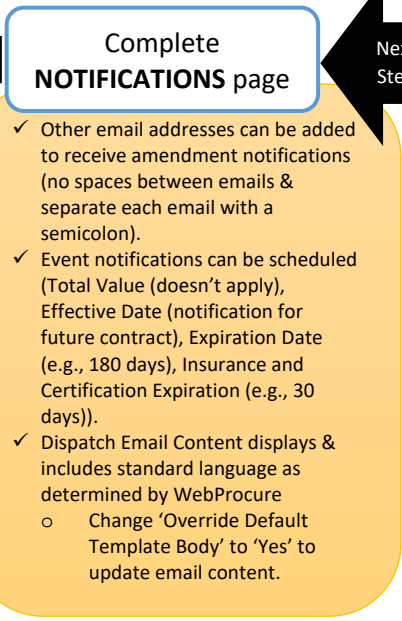 Complete
NOTIFICATIONS page
✓ Other email addresses can be added
to receive amendment notifications
(no spaces between emails &
separate each email with a
semicolon).
✓ Event notifications can be scheduled
(Total Value (doesn’t apply),
Effective Date (notification for
future contract), Expiration Date
(e.g., 180 days), Insurance and
Certification Expiration (e.g., 30
days)).
✓ Dispatch Email Content displays &
includes standard language as
determined by WebProcure
o Change ‘Override Default
Template Body’ to ‘Yes’ to
update email content.